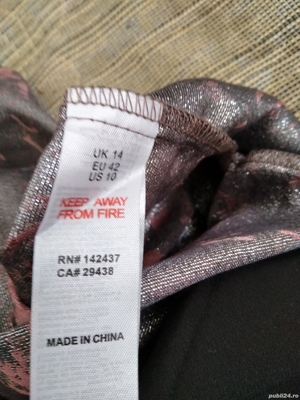 UK 14
EU 42
US 10
KEEP AWAY
FROM FIRE
RN# 142437
CA# 29438
MADE IN CHINA
publi24.ro